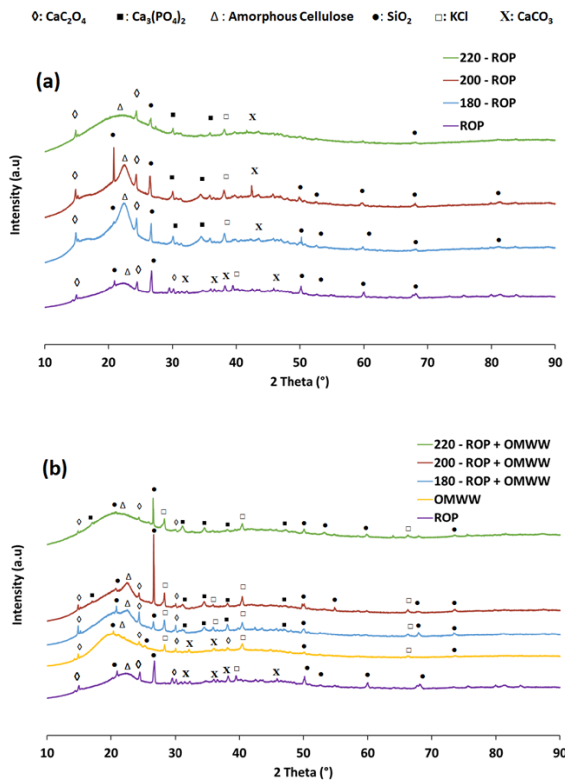 ◊: CaC₂O₄ ■: Ca₃(PO₄)₂ Δ: Amorphous Cellulose ●: SiO₂ □: KCl X: CaCO₃
(a)
220 - ROP
200 - ROP
180 - ROP
ROP
Intensity (a.u)
10 20 30 40 50 60 70 80 90
2 Theta (°)
(b)
220 - ROP + OMWW
200 - ROP + OMWW
180 - ROP + OMWW
OMWW
ROP
Intensity (a.u)
10 20 30 40 50 60 70 80 90
2 Theta (°)